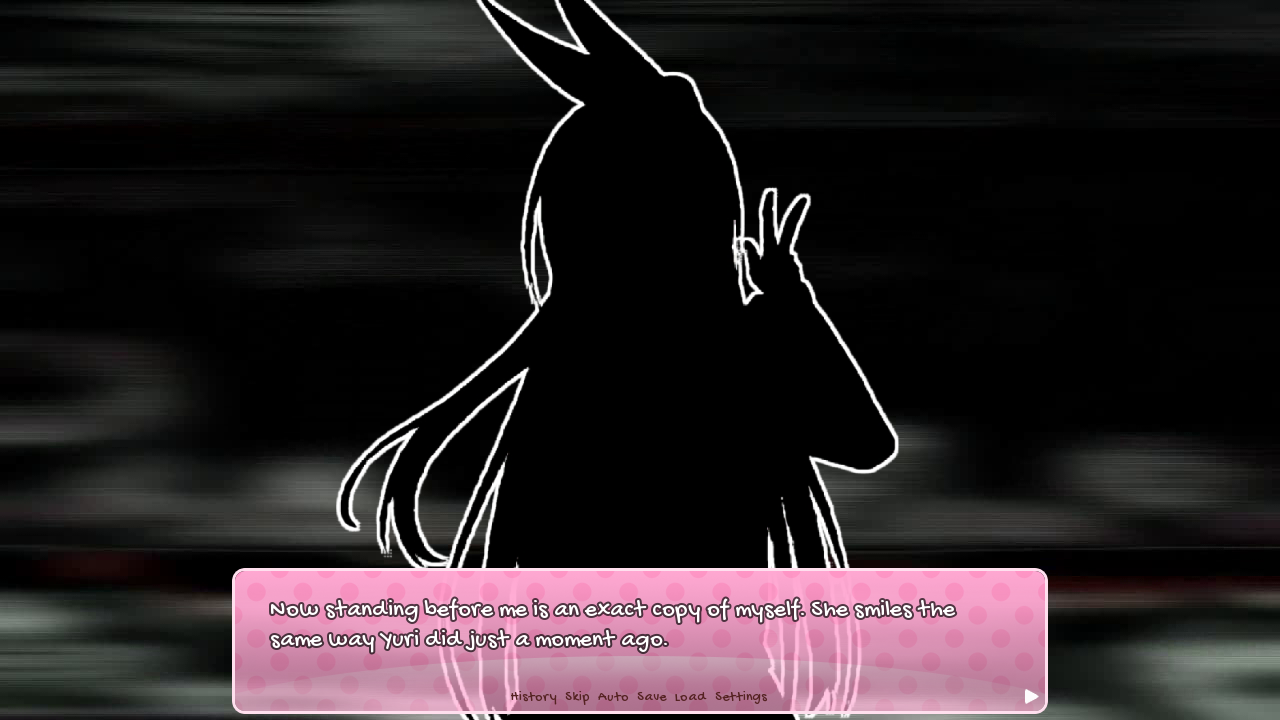 Now standing before me is an exact copy of myself. She smiles the
same way Yuri did just a moment ago.
History Skip Auto Save Load Settings